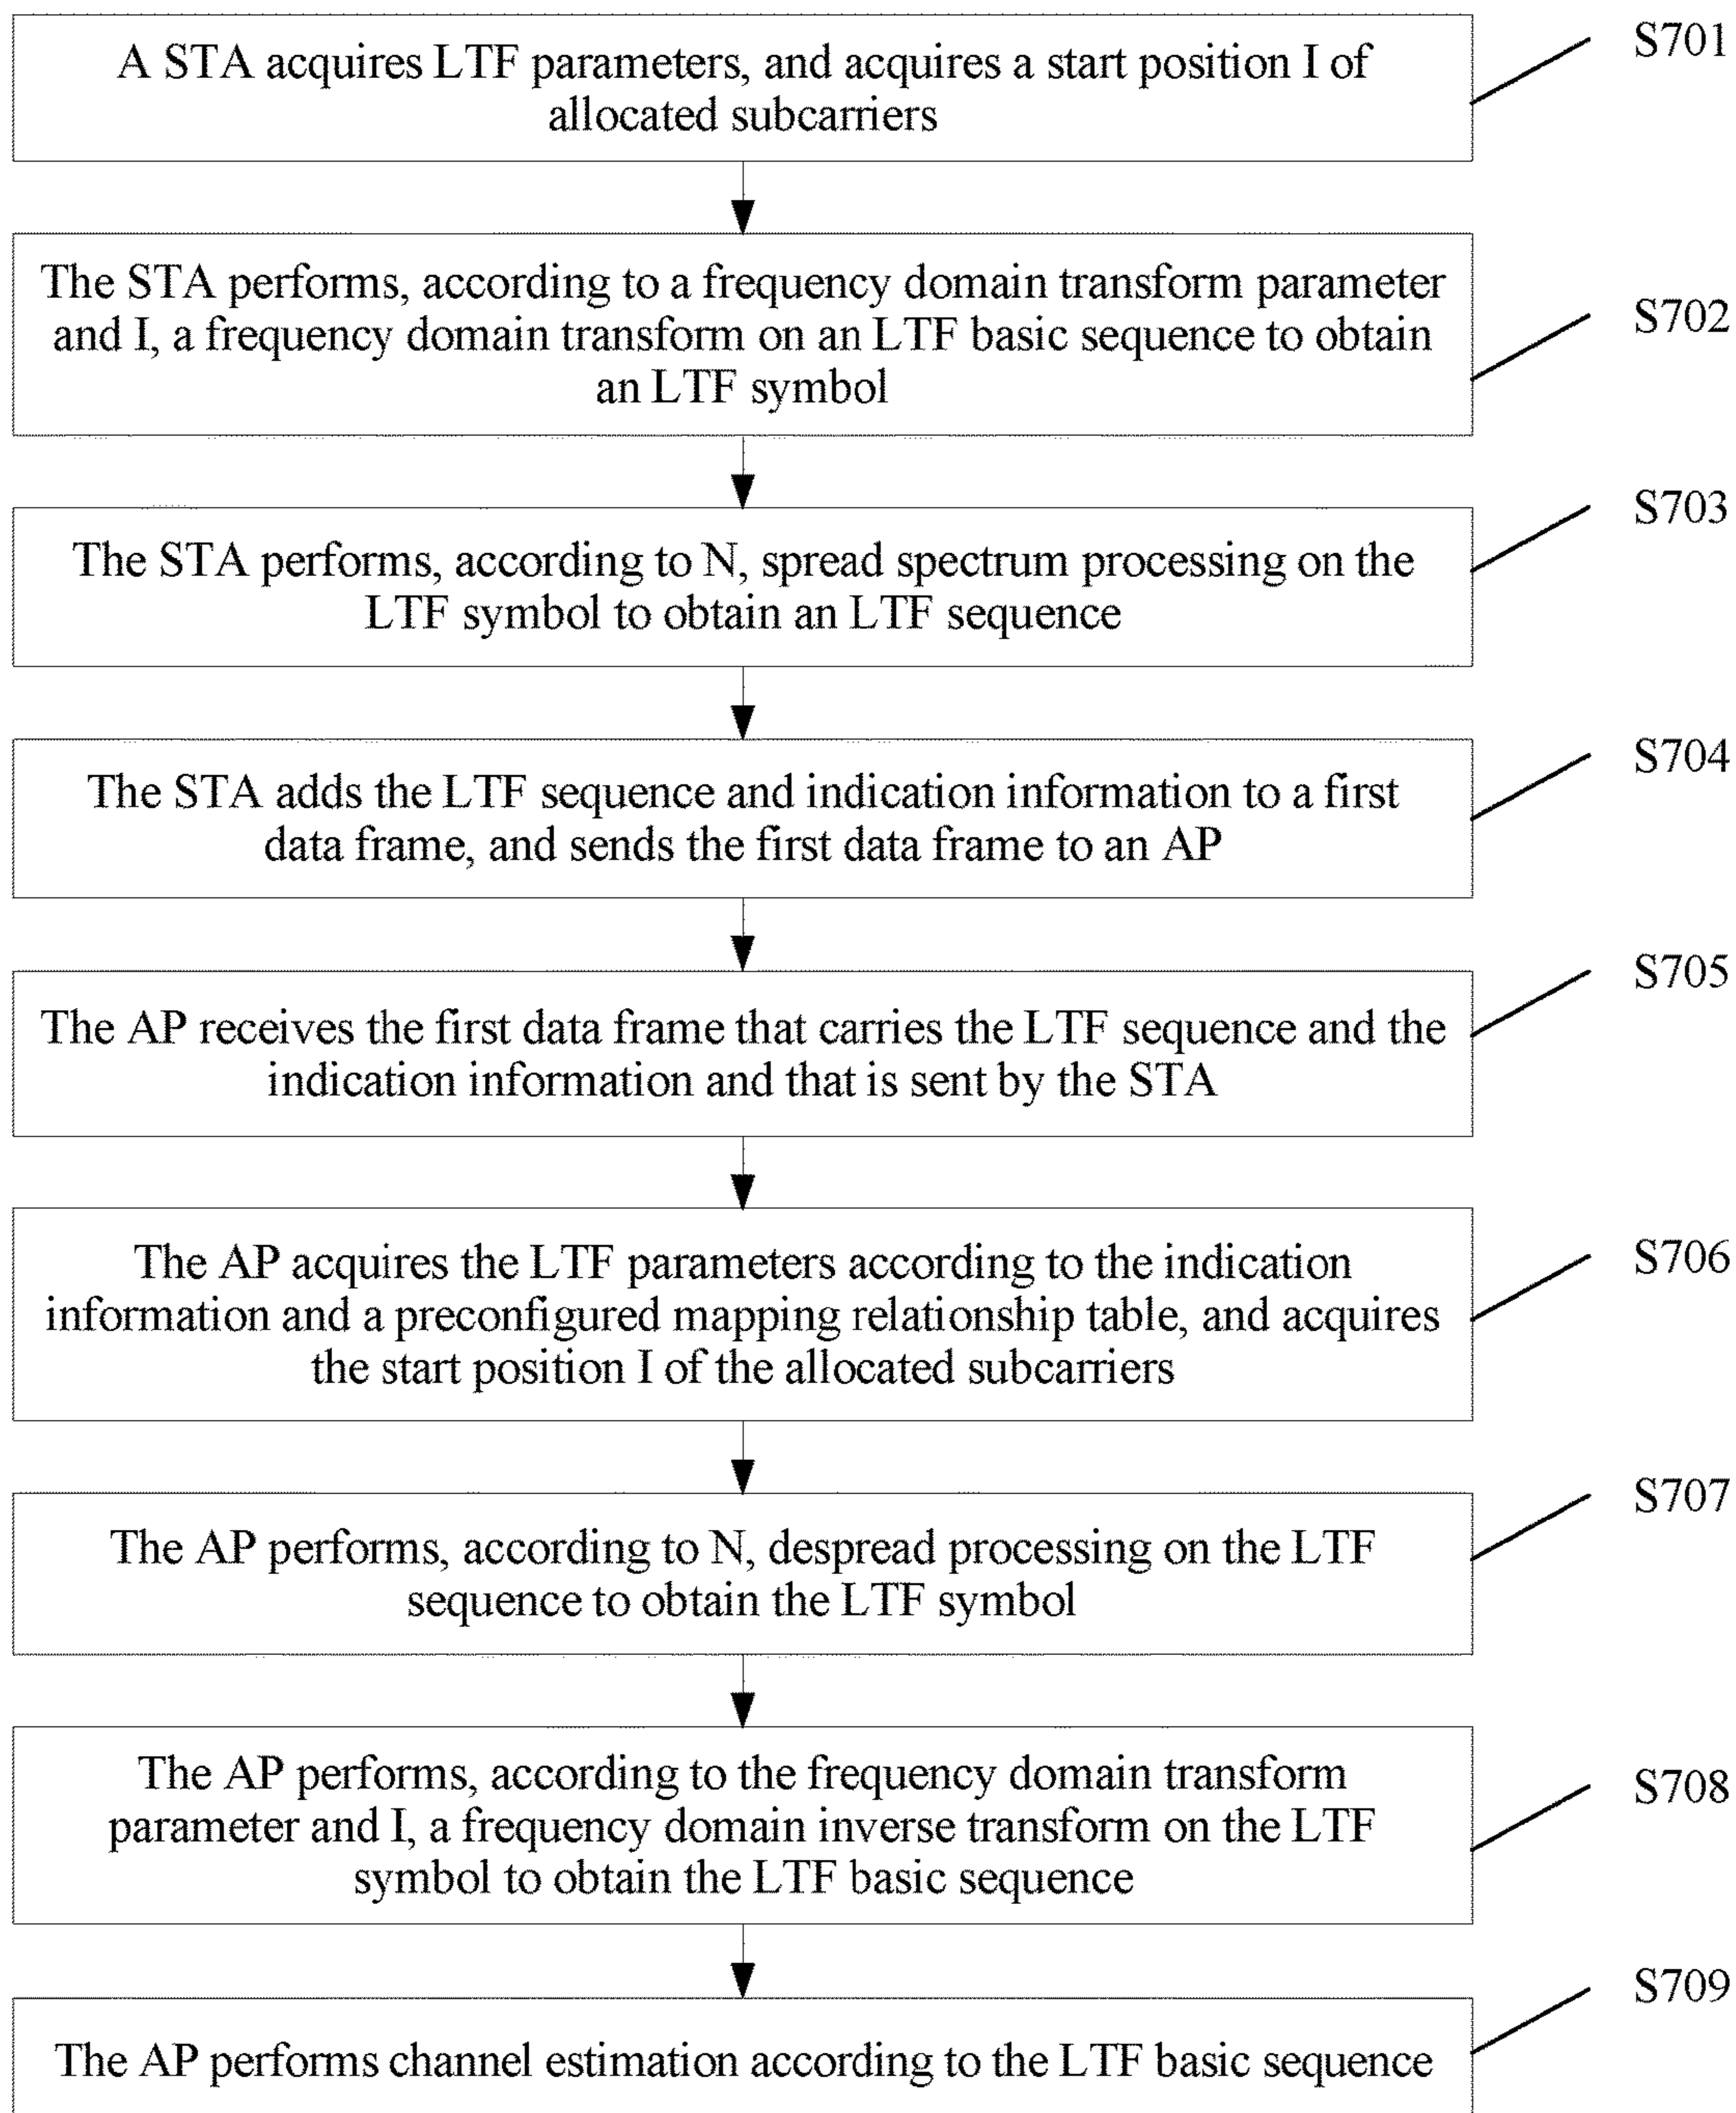 A STA acquires LTF parameters, and acquires a start position I of
allocated subcarriers
S701
The STA performs, according to a frequency domain transform parameter
and I, a frequency domain transform on an LTF basic sequence to obtain
an LTF symbol
S702
The STA performs, according to N, spread spectrum processing on the
LTF symbol to obtain an LTF sequence
S703
The STA adds the LTF sequence and indication information to a first
data frame, and sends the first data frame to an AP
S704
The AP receives the first data frame that carries the LTF sequence and the
indication information and that is sent by the STA
S705
The AP acquires the LTF parameters according to the indication
information and a preconfigured mapping relationship table, and acquires
the start position I of the allocated subcarriers
S706
The AP performs, according to N, despread processing on the LTF
sequence to obtain the LTF symbol
S707
The AP performs, according to the frequency domain transform
parameter and I, a frequency domain inverse transform on the LTF
symbol to obtain the LTF basic sequence
S708
The AP performs channel estimation according to the LTF basic sequence
S709